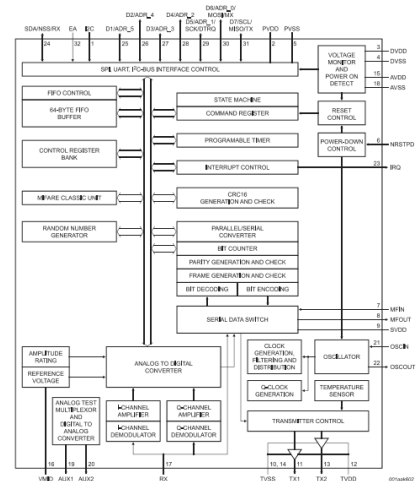 D6/ADR_0/
D2/ADR_4 D4/ADR_2 MOSI/MX
D5/ADR_1/ D7/SCL/
SDA/NSS/RX EA I2C D1/ADR_5 D3/ADR_3 SCK/DTRQ MISO/TX PVDD PVSS
24 32 1 25 26 27 28 29 30 31 2 5
SPI, UART, I²C-BUS INTERFACE CONTROL
VOLTAGE
MONITOR
AND
POWER ON
DETECT
3 DVDD
4 DVSS
15 AVDD
18 AVSS
FIFO CONTROL
64-BYTE FIFO
BUFFER
STATE MACHINE
COMMAND REGISTER
RESET
CONTROL
PROGRAMABLE TIMER
POWER-DOWN
CONTROL
6 NRSTPD
CONTROL REGISTER
BANK
INTERRUPT CONTROL
23 IRQ
MIFARE CLASSIC UNIT
CRC16
GENERATION AND CHECK
RANDOM NUMBER
GENERATOR
PARALLEL/SERIAL
CONVERTER
BIT COUNTER
PARITY GENERATION AND CHECK
FRAME GENERATION AND CHECK
BIT DECODING BIT ENCODING
SERIAL DATA SWITCH
7 MFIN
8 MFOUT
9 SVDD
AMPLITUDE
RATING
REFERENCE
VOLTAGE
ANALOG TO DIGITAL
CONVERTER
CLOCK
GENERATION,
FILTERING AND
DISTRIBUTION
OSCILLATOR
21 OSCIN
22 OSCOUT
Q-CLOCK
GENERATION
TEMPERATURE
SENSOR
ANALOG TEST
MULTIPLEXOR
AND
DIGITAL TO
ANALOG
CONVERTER
I-CHANNEL
AMPLIFIER
Q-CHANNEL
AMPLIFIER
I-CHANNEL
DEMODULATOR
Q-CHANNEL
DEMODULATOR
TRANSMITTER CONTROL
16 19 20 17 10, 14 11 13 12
VMID AUX1 AUX2 RX TVSS TX1 TX2 TVDD
001aak602